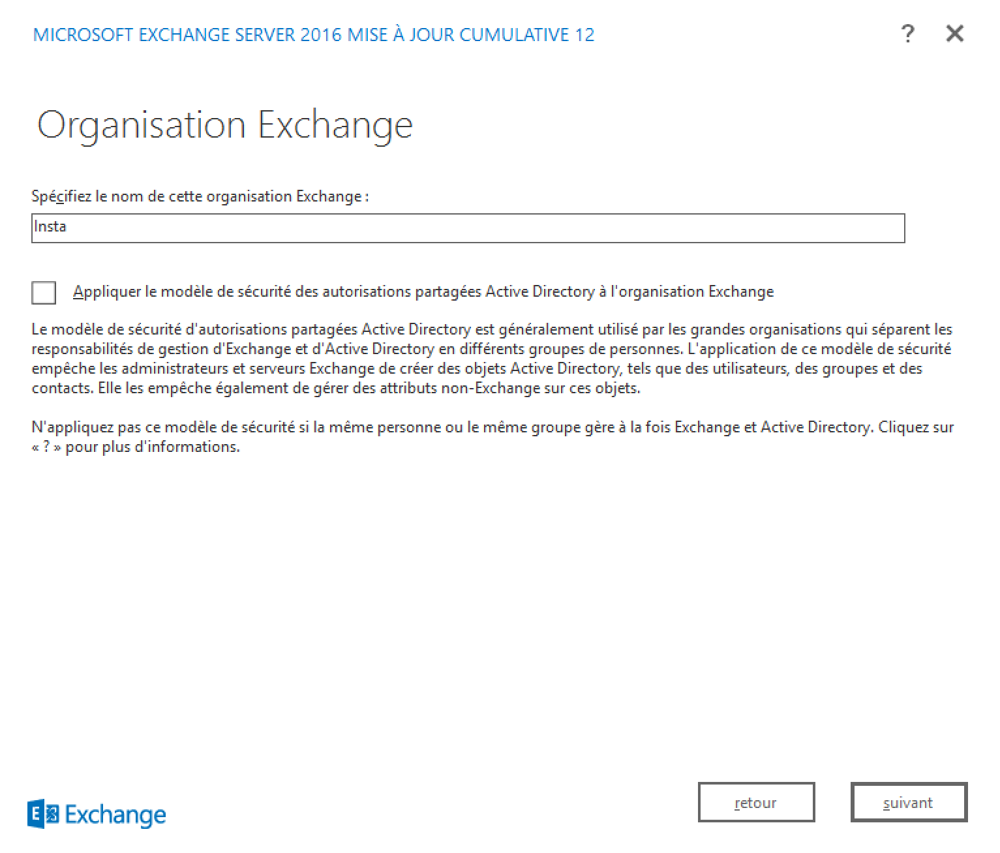 MICROSOFT EXCHANGE SERVER 2016 MISE À JOUR CUMULATIVE 12
?
Organisation Exchange
Spécifiez le nom de cette organisation Exchange :
Insta
Appliquer le modèle de sécurité des autorisations partagées Active Directory à l'organisation Exchange
Le modèle de sécurité d'autorisations partagées Active Directory est généralement utilisé par les grandes organisations qui séparent les
responsabilités de gestion d'Exchange et d'Active Directory en différents groupes de personnes. L'application de ce modèle de sécurité
empêche les administrateurs et serveurs Exchange de créer des objets Active Directory, tels que des utilisateurs, des groupes et des
contacts. Elle les empêche également de gérer des attributs non-Exchange sur ces objets.
N'appliquez pas ce modèle de sécurité si la même personne ou le même groupe gère à la fois Exchange et Active Directory. Cliquez sur
« ? » pour plus d'informations.
E Exchange
retour
suivant